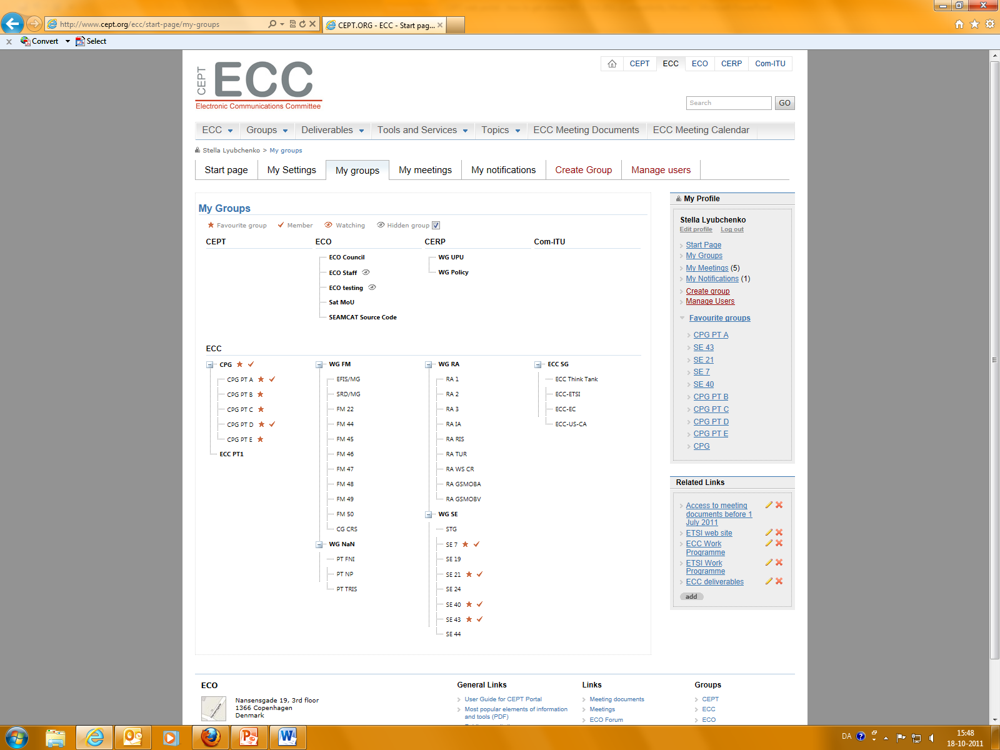 http://www.cept.org/ecc/start-page/my-groups
CEPT.ORG - ECC - Start pag...
x Convert Select
CEPT
ECC
Electronic Communications Committee
CEPT ECC ECO CERP Com-ITU
Search GO
ECC Groups Deliverables Tools and Services Topics ECC Meeting Documents ECC Meeting Calendar
Stella Lyubchenko > My groups
Start page My Settings My groups My meetings My notifications Create Group Manage users
My Groups
Favourite group Member Watching Hidden group
CEPT ECO CERP Com-ITU
ECO Council WG UPU
ECO Staff WG Policy
ECO testing
Sat MoU
SEAMCAT Source Code
ECC
CPG WG FM WG RA ECC SG
CPG PT A EFIS/MG RA 1 ECC Think Tank
CPG PT B SRD/MG RA 2 ECC-ETSI
CPG PT C FM 22 RA 3 ECC-EC
CPG PT D FM 44 RA IA ECC-US-CA
CPG PT E FM 45 RA RIS
ECC PT1 FM 46 RA TUR
FM 47 RA WS CR
FM 48 RA GSMOBA
FM 49 RA GSMOBV
FM 50 WG SE
CG CRS STG
WG NaN SE 7
PT FNI SE 19
PT NP SE 21
PT TRIS SE 24
SE 40
SE 43
SE 44
My Profile
Stella Lyubchenko
Edit profile Log out
Start Page
My Groups
My Meetings (5)
My Notifications (1)
Create group
Manage Users
Favourite groups
CPG PT A
SE 43
SE 21
SE 7
SE 40
CPG PT B
CPG PT C
CPG PT D
CPG PT E
CPG
Related Links
Access to meeting
documents before 1
July 2011
ETSI web site
ECC Work
Programme
ETSI Work
Programme
ECC deliverables
add
ECO General Links Links Groups
Nansensgade 19, 3rd floor User Guide for CEPT Portal Meeting documents CEPT
1366 Copenhagen Most popular elements of information Meetings ECC
Denmark and tools (PDF) ECO Forum ECO
DA 15:48
18-10-2011